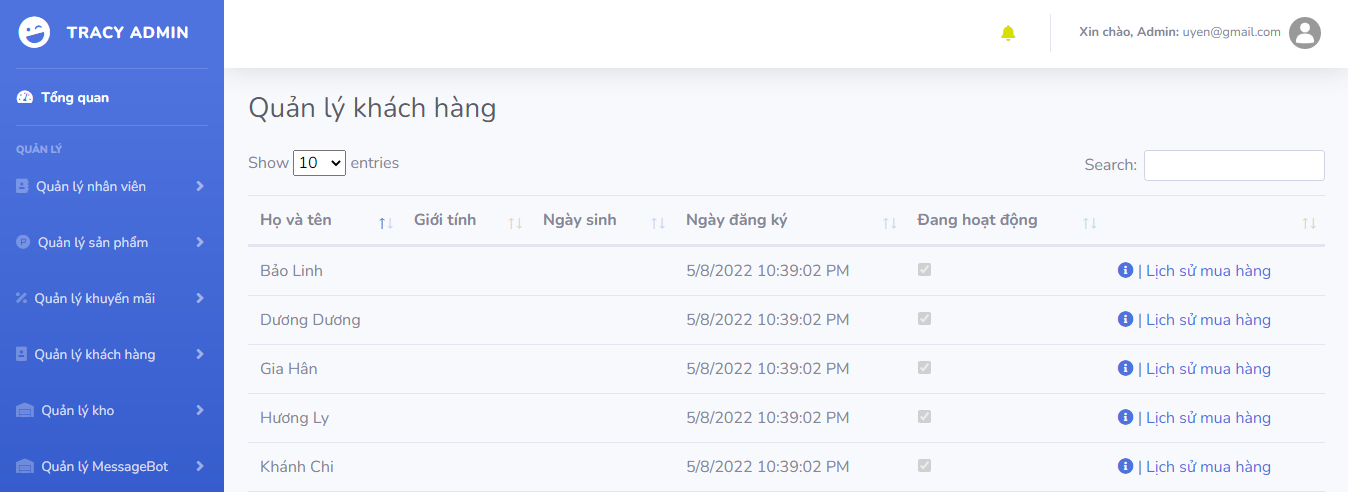 TRACY ADMIN
Xin chào, Admin: uyen@gmail.com
Tổng quan
QUẢN LÝ
Quản lý nhân viên
Quản lý sản phẩm
Quản lý khuyến mãi
Quản lý khách hàng
Quản lý kho
Quản lý MessageBot
Quản lý khách hàng
Show 10 entries
Search:
Họ và tên Giới tính Ngày sinh Ngày đăng ký Đang hoạt động
Bảo Linh 5/8/2022 10:39:02 PM | Lịch sử mua hàng
Dương Dương 5/8/2022 10:39:02 PM | Lịch sử mua hàng
Gia Hân 5/8/2022 10:39:02 PM | Lịch sử mua hàng
Hương Ly 5/8/2022 10:39:02 PM | Lịch sử mua hàng
Khánh Chi 5/8/2022 10:39:02 PM | Lịch sử mua hàng